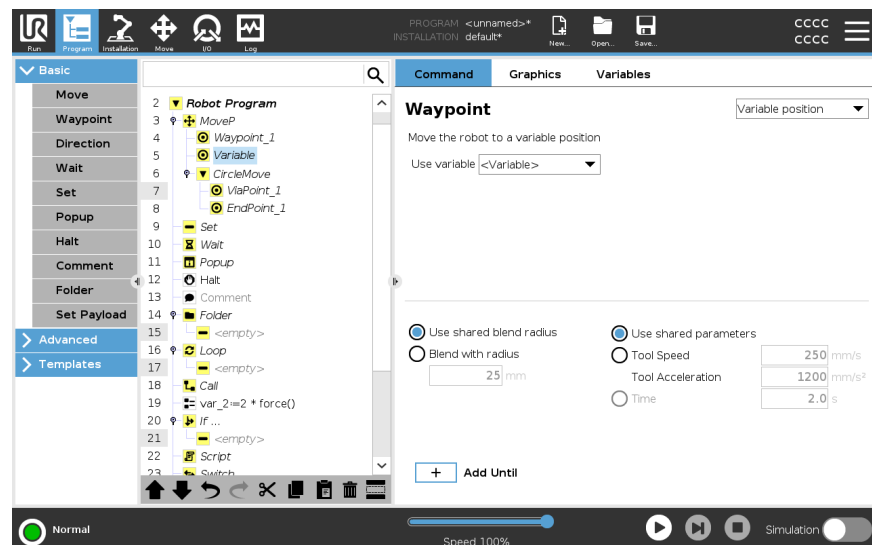 UR
Run
Program
Installation
Move
I/O
Log
PROGRAM <unnamed>*
INSTALLATION default*
New...
Open...
Save...
CCCC
CCCC
Basic
Move
Waypoint
Direction
Wait
Set
Popup
Halt
Comment
Folder
Set Payload
Advanced
Templates
2 Robot Program
3 MoveP
4 Waypoint_1
5 Variable
6 CircleMove
7 ViaPoint_1
8 EndPoint_1
9 Set
10 Wait
11 Popup
12 Halt
13 Comment
14 Folder
15 <empty>
16 Loop
17 <empty>
18 Call
19 var_2:=2 * force()
20 If ...
21 <empty>
22 Script
23 Switch
Command Graphics Variables
Waypoint
Variable position
Move the robot to a variable position
Use variable <Variable>
Use shared blend radius
Blend with radius
25 mm
Use shared parameters
Tool Speed 250 mm/s
Tool Acceleration 1200 mm/s²
Time 2.0 s
+ Add Until
Normal
Speed 100%
Simulation